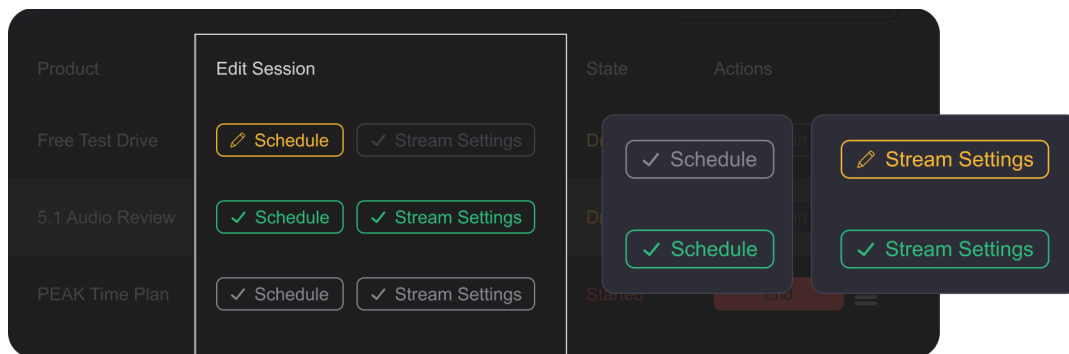 Product Edit Session State Actions
Free Test Drive Schedule Stream Settings
Schedule Stream Settings
5.1 Audio Review Schedule Stream Settings
Schedule Stream Settings
PEAK Time Plan Schedule Stream Settings Started End